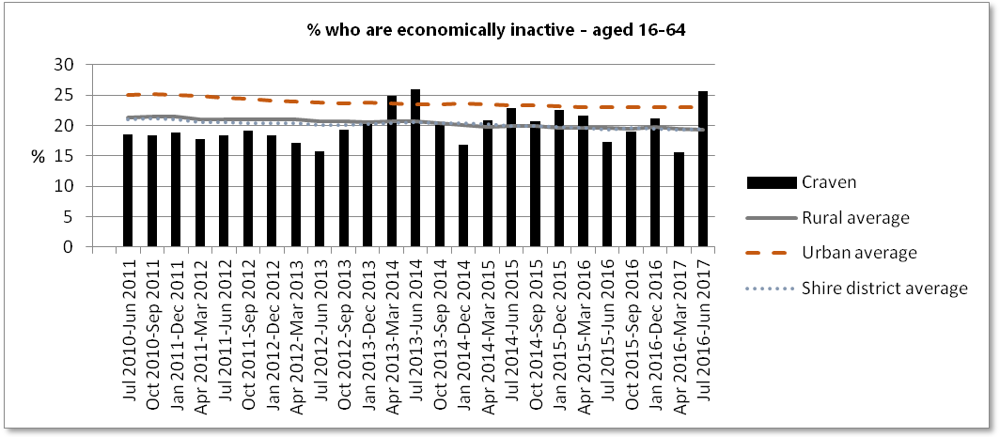 % who are economically inactive - aged 16-64
30
25
20
15
10
5
0
%
Jul 2010-Jun 2011
Oct 2010-Sep 2011
Jan 2011-Dec 2011
Apr 2011-Mar 2012
Jul 2011-Jun 2012
Oct 2011-Sep 2012
Jan 2012-Dec 2012
Apr 2012-Mar 2013
Jul 2012-Jun 2013
Oct 2012-Sep 2013
Jan 2013-Dec 2013
Apr 2013-Mar 2014
Jul 2013-Jun 2014
Oct 2013-Sep 2014
Jan 2014-Dec 2014
Apr 2014-Mar 2015
Jul 2014-Jun 2015
Oct 2014-Sep 2015
Jan 2015-Dec 2015
Apr 2015-Mar 2016
Jul 2015-Jun 2016
Oct 2015-Sep 2016
Jan 2016-Dec 2016
Apr 2016-Mar 2017
Jul 2016-Jun 2017
Craven
Rural average
Urban average
Shire district average